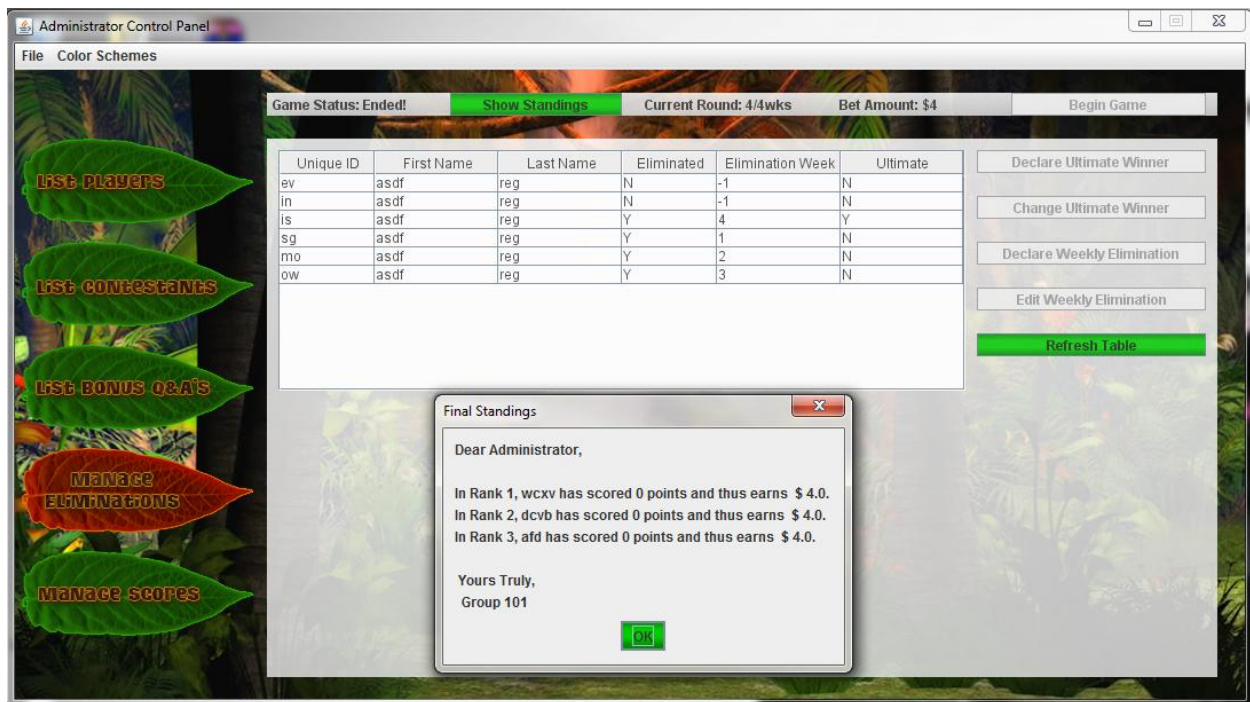 Administrator Control Panel
File Color Schemes
Game Status: Ended! Show Standings Current Round: 4/4wks Bet Amount: $4 Begin Game
List Players
List Contestants
List Bonus Q&A's
Manage
Eliminations
Manage Scores
Unique ID First Name Last Name Eliminated Elimination Week Ultimate
ev asdf reg N -1 N
in asdf reg N -1 N
is asdf reg Y 4 Y
sg asdf reg Y 1 N
mo asdf reg Y 2 N
ow asdf reg Y 3 N
Declare Ultimate Winner
Change Ultimate Winner
Declare Weekly Elimination
Edit Weekly Elimination
Refresh Table
Final Standings
Dear Administrator,
In Rank 1, wcxv has scored 0 points and thus earns $ 4.0.
In Rank 2, dcvb has scored 0 points and thus earns $ 4.0.
In Rank 3, afd has scored 0 points and thus earns $ 4.0.
Yours Truly,
Group 101
OK